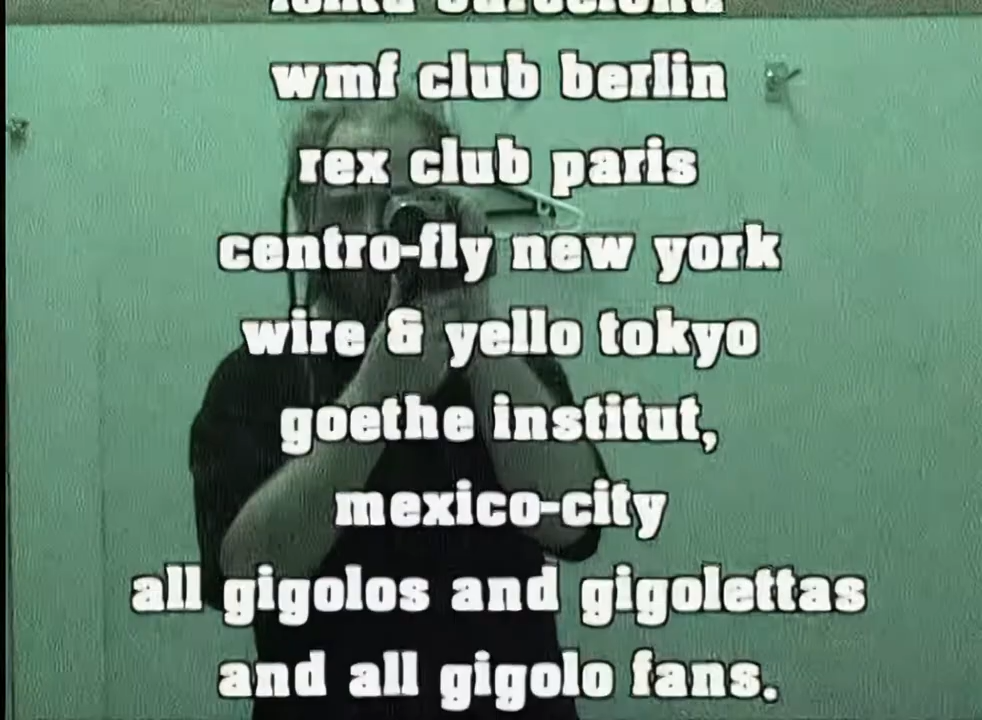 wmf club berlin
rex club paris
centro-fly new york
wire & yello tokyo
goethe institut,
mexico-city
all gigolos and gigolettas
and all gigolo fans.